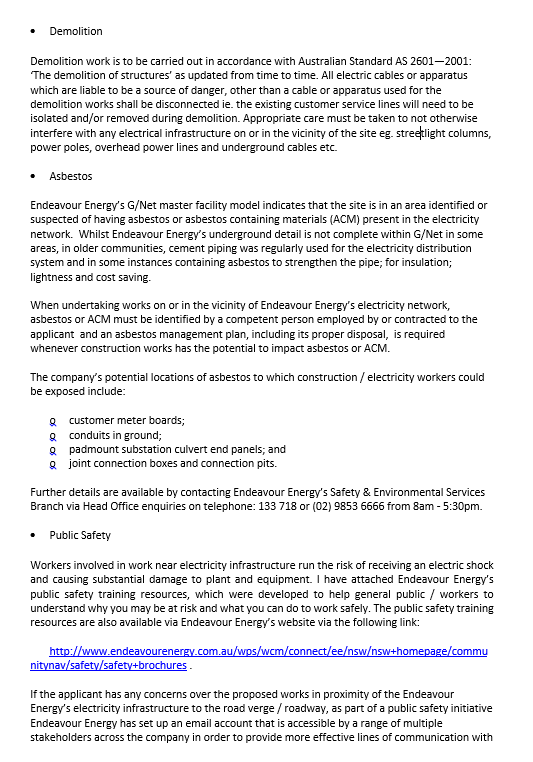 • Demolition
Demolition work is to be carried out in accordance with Australian Standard AS 2601—2001:
'The demolition of structures' as updated from time to time. All electric cables or apparatus
which are liable to be a source of danger, other than a cable or apparatus used for the
demolition works shall be disconnected ie. the existing customer service lines will need to be
isolated and/or removed during demolition. Appropriate care must be taken to not otherwise
interfere with any electrical infrastructure on or in the vicinity of the site eg. streetlight columns,
power poles, overhead power lines and underground cables etc.
• Asbestos
Endeavour Energy's G/Net master facility model indicates that the site is in an area identified or
suspected of having asbestos or asbestos containing materials (ACM) present in the electricity
network. Whilst Endeavour Energy's underground detail is not complete within G/Net in some
areas, in older communities, cement piping was regularly used for the electricity distribution
system and in some instances containing asbestos to strengthen the pipe; for insulation;
lightness and cost saving.
When undertaking works on or in the vicinity of Endeavour Energy's electricity network,
asbestos or ACM must be identified by a competent person employed by or contracted to the
applicant and an asbestos management plan, including its proper disposal, is required
whenever construction works has the potential to impact asbestos or ACM.
The company's potential locations of asbestos to which construction / electricity workers could
be exposed include:
o customer meter boards;
o conduits in ground;
o padmount substation culvert end panels; and
o joint connection boxes and connection pits.
Further details are available by contacting Endeavour Energy's Safety & Environmental Services
Branch via Head Office enquiries on telephone: 133 718 or (02) 9853 6666 from 8am - 5:30pm.
• Public Safety
Workers involved in work near electricity infrastructure run the risk of receiving an electric shock
and causing substantial damage to plant and equipment. I have attached Endeavour Energy's
public safety training resources, which were developed to help general public / workers to
understand why you may be at risk and what you can do to work safely. The public safety training
resources are also available via Endeavour Energy's website via the following link:
http://www.endeavourenergy.com.au/wps/wcm/connect/ee/nsw/nsw+homepage/commu
nitynav/safety/safety+brochures .
If the applicant has any concerns over the proposed works in proximity of the Endeavour
Energy's electricity infrastructure to the road verge / roadway, as part of a public safety initiative
Endeavour Energy has set up an email account that is accessible by a range of multiple
stakeholders across the company in order to provide more effective lines of communication with